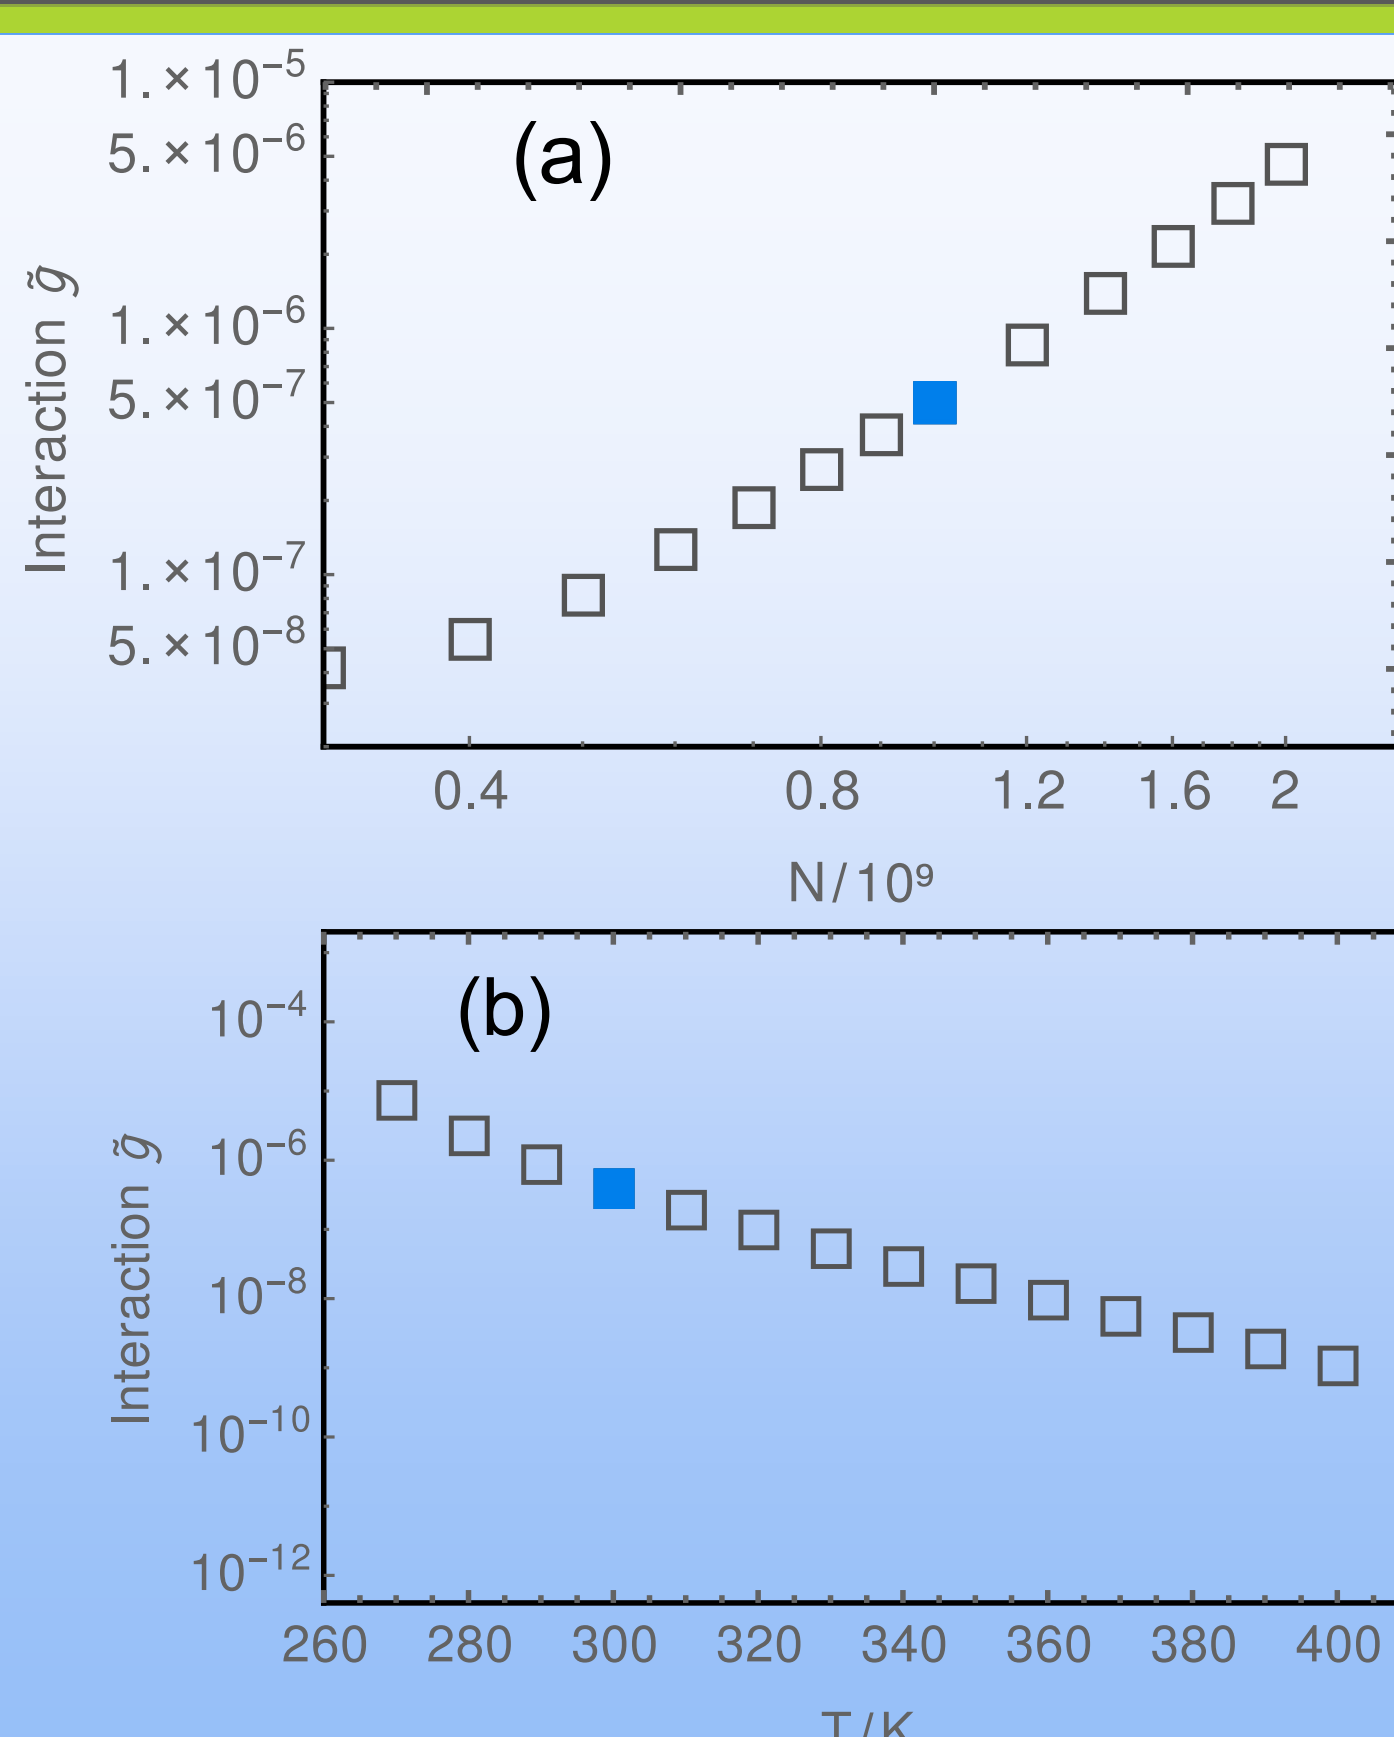 (a)
Interaction g̃
1.×10⁻⁵
5.×10⁻⁶
1.×10⁻⁶
5.×10⁻⁷
1.×10⁻⁷
5.×10⁻⁸
0.4 0.8 1.2 1.6 2
N/10⁹
(b)
Interaction g̃
10⁻⁴
10⁻⁶
10⁻⁸
10⁻¹⁰
10⁻¹²
260 280 300 320 340 360 380 400
T/K